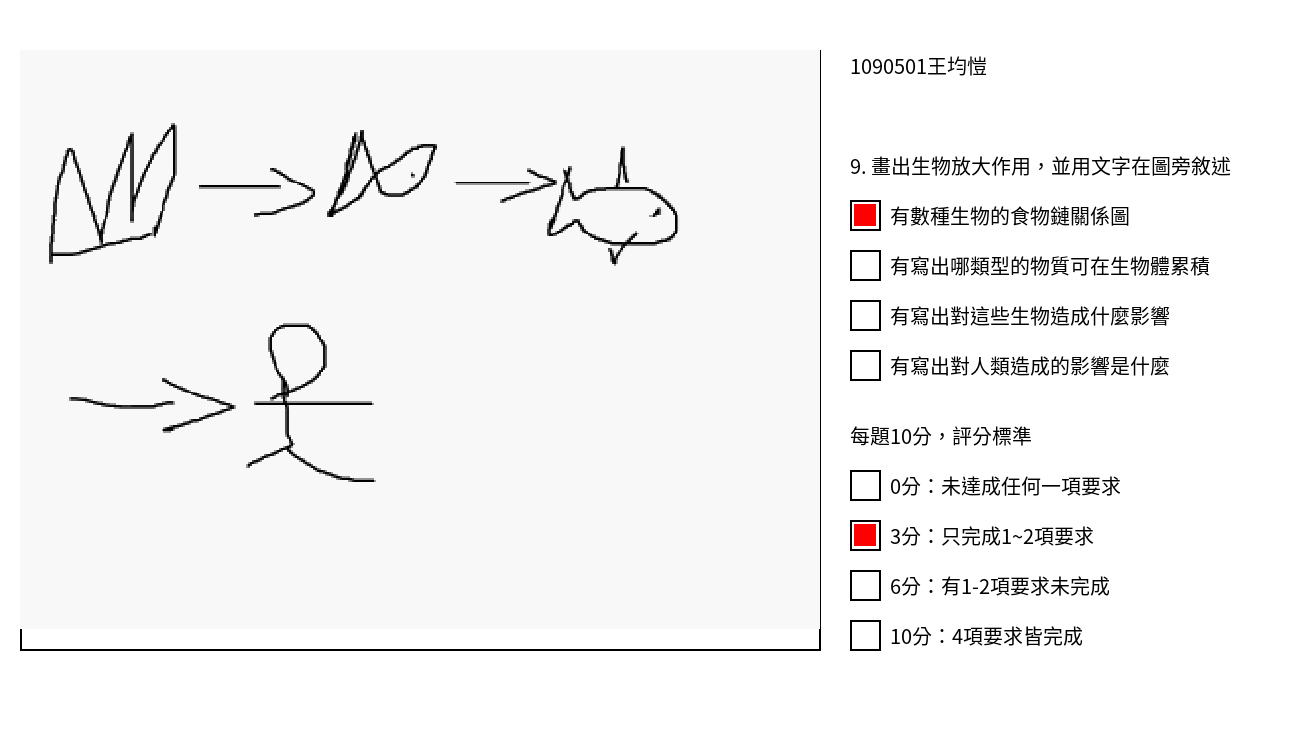 1090501王均愷
9. 畫出生物放大作用，並用文字在圖旁敘述
有數種生物的食物鏈關係圖
有寫出哪類型的物質可在生物體累積
有寫出對這些生物造成什麼影響
有寫出對人類造成的影響是什麼
每題10分，評分標準
0分：未達成任何一項要求
3分：只完成1~2項要求
6分：有1-2項要求未完成
10分：4項要求皆完成